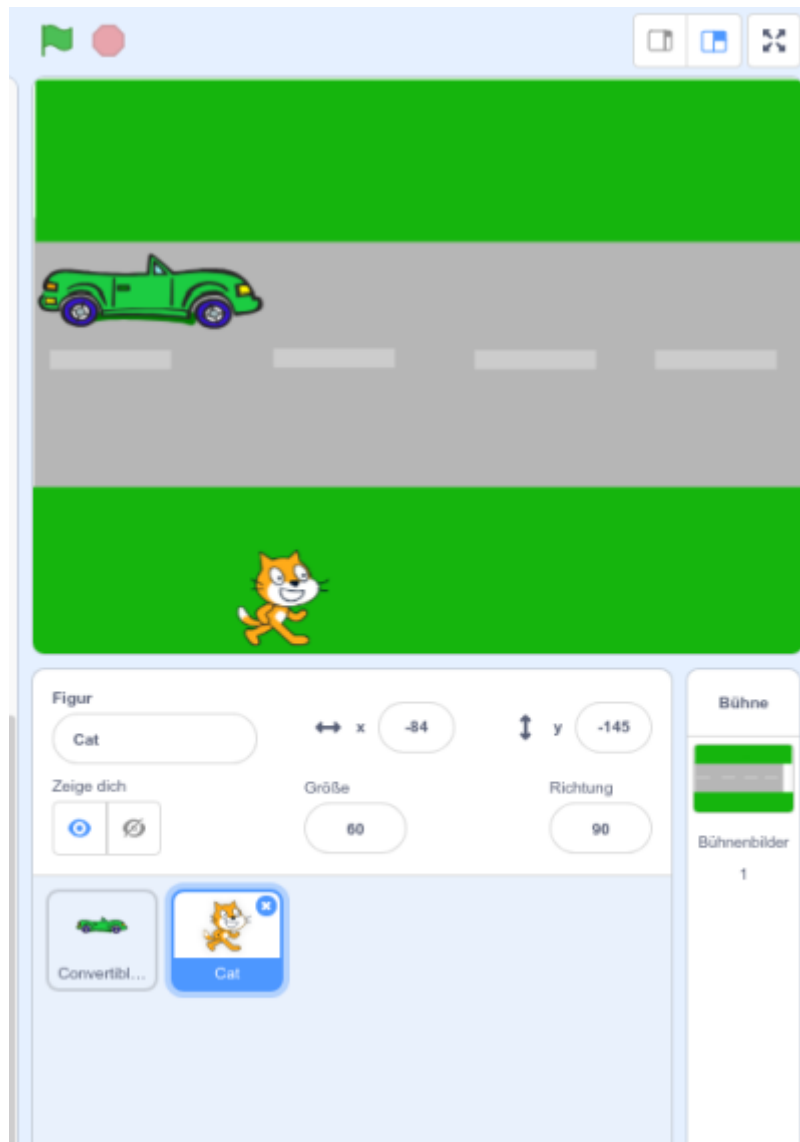 Figur
Cat
x -84
y -145
Zeige dich
Größe
60
Richtung
90
Convertibl...
Cat
Bühne
Bühnenbilder
1